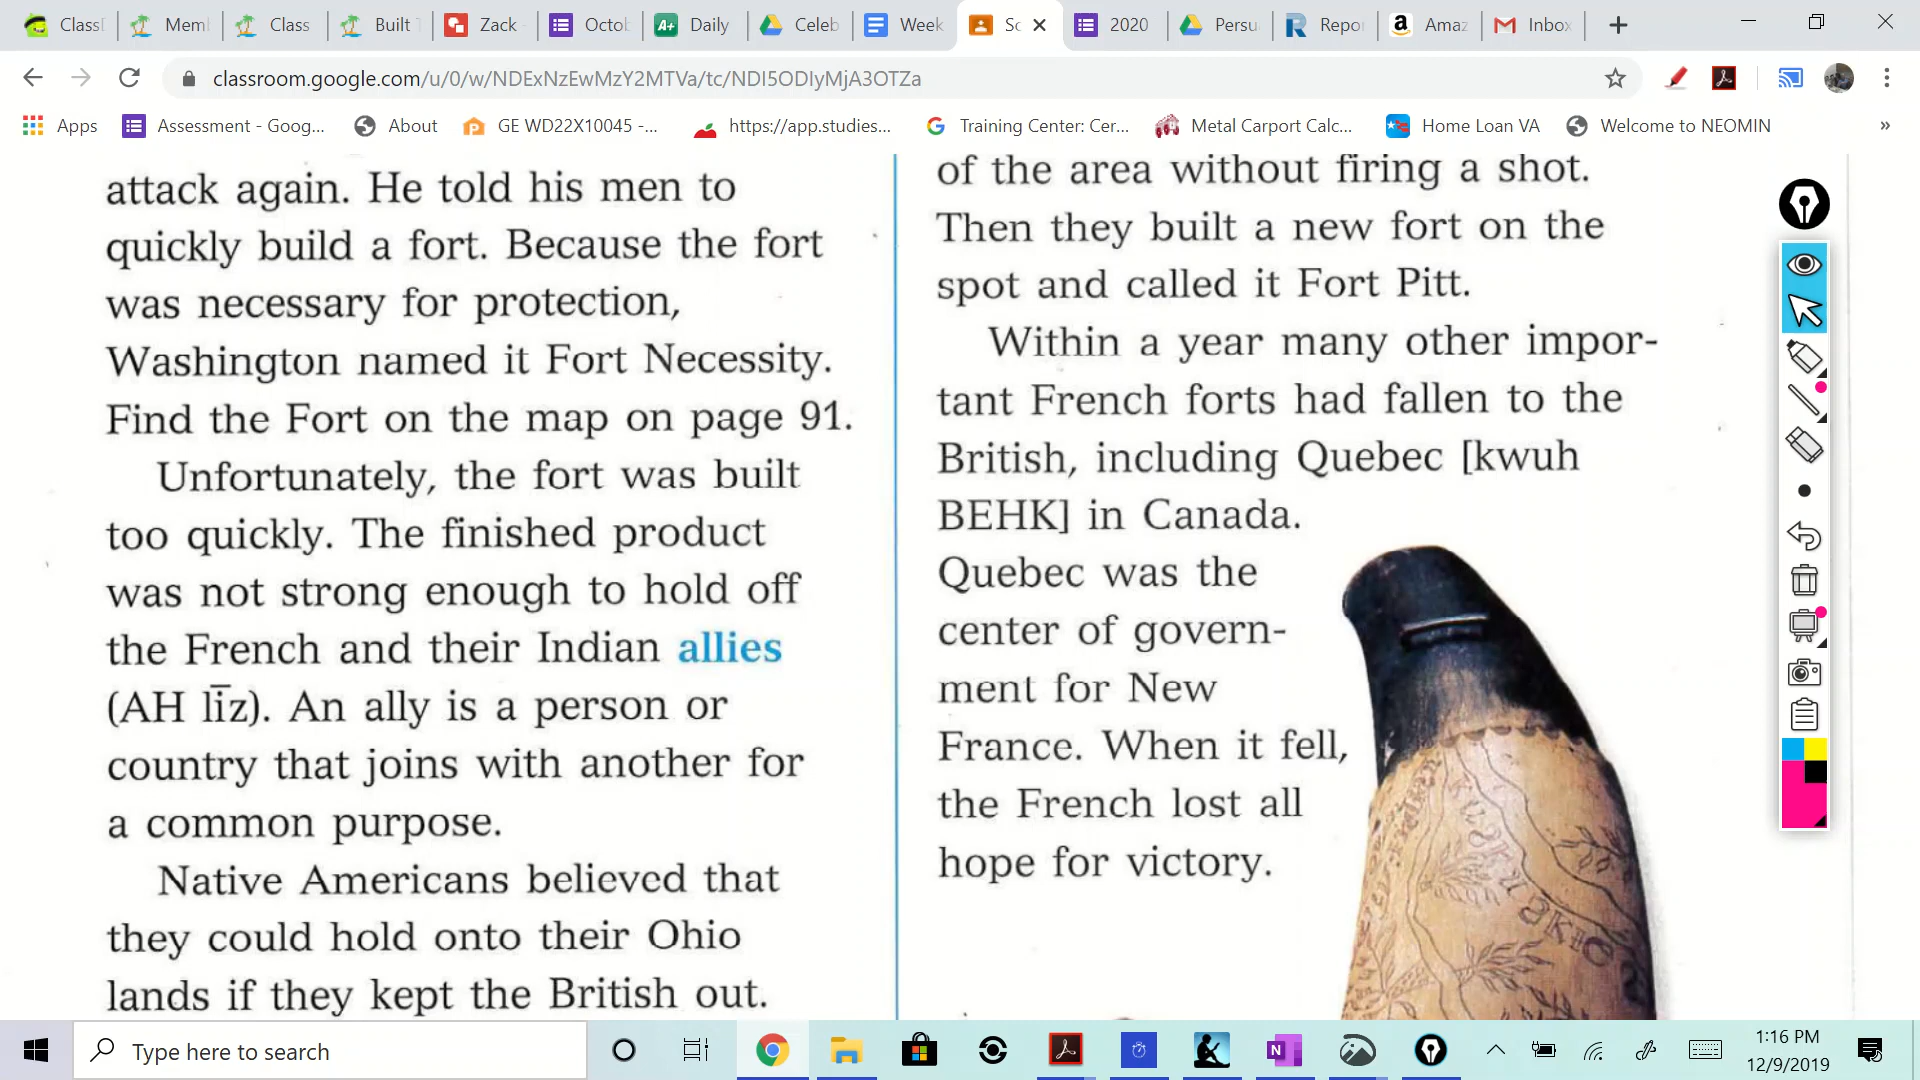 ClassD
Memb
Class
Built T
Zack -
Octob
Daily
Celeb
Week
Sc
2020
Persu
Repor
Amaz
Inbox
classroom.google.com/u/0/w/NDExNzEwMzY2MTVa/tc/NDI5ODIyMjA3OTZa
Apps
Assessment - Goog...
About
GE WD22X10045 -...
https://app.studies...
Training Center: Cer...
Metal Carport Calc...
Home Loan VA
Welcome to NEOMIN
»
attack again. He told his men to
quickly build a fort. Because the fort
was necessary for protection,
Washington named it Fort Necessity.
Find the Fort on the map on page 91.
Unfortunately, the fort was built
too quickly. The finished product
was not strong enough to hold off
the French and their Indian allies
(AH līz). An ally is a person or
country that joins with another for
a common purpose.
Native Americans believed that
they could hold onto their Ohio
lands if they kept the British out.
of the area without firing a shot.
Then they built a new fort on the
spot and called it Fort Pitt.
Within a year many other impor-
tant French forts had fallen to the
British, including Quebec [kwuh
BEHK] in Canada.
Quebec was the
center of govern-
ment for New
France. When it fell,
the French lost all
hope for victory.
Type here to search
1:16 PM
12/9/2019